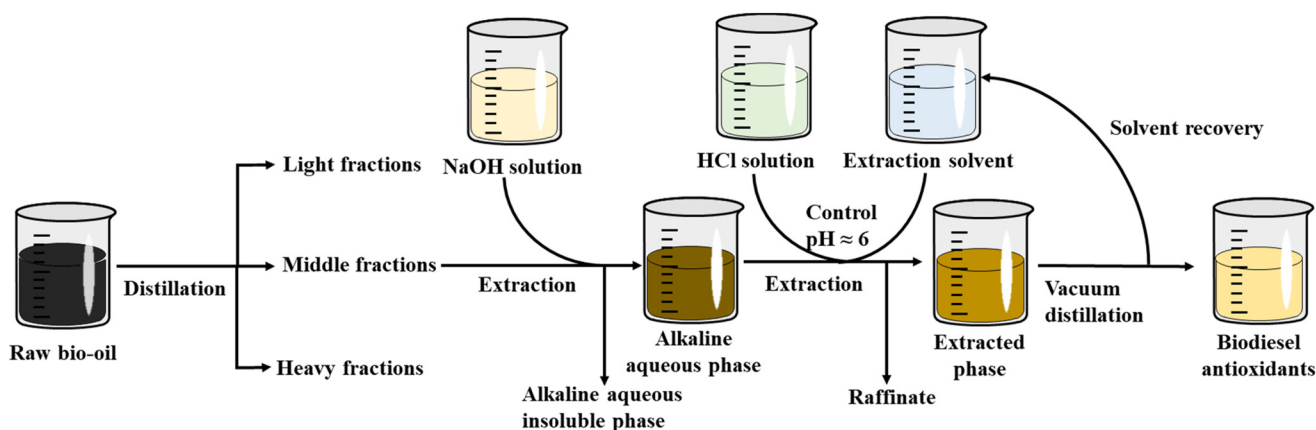 Raw bio-oil
Distillation
Light fractions
Middle fractions
Heavy fractions
NaOH solution
Extraction
Alkaline aqueous
insoluble phase
Alkaline
aqueous phase
HCl solution
Extraction solvent
Control
pH ≈ 6
Extraction
Raffinate
Extracted
phase
Solvent recovery
Vacuum
distillation
Biodiesel
antioxidants